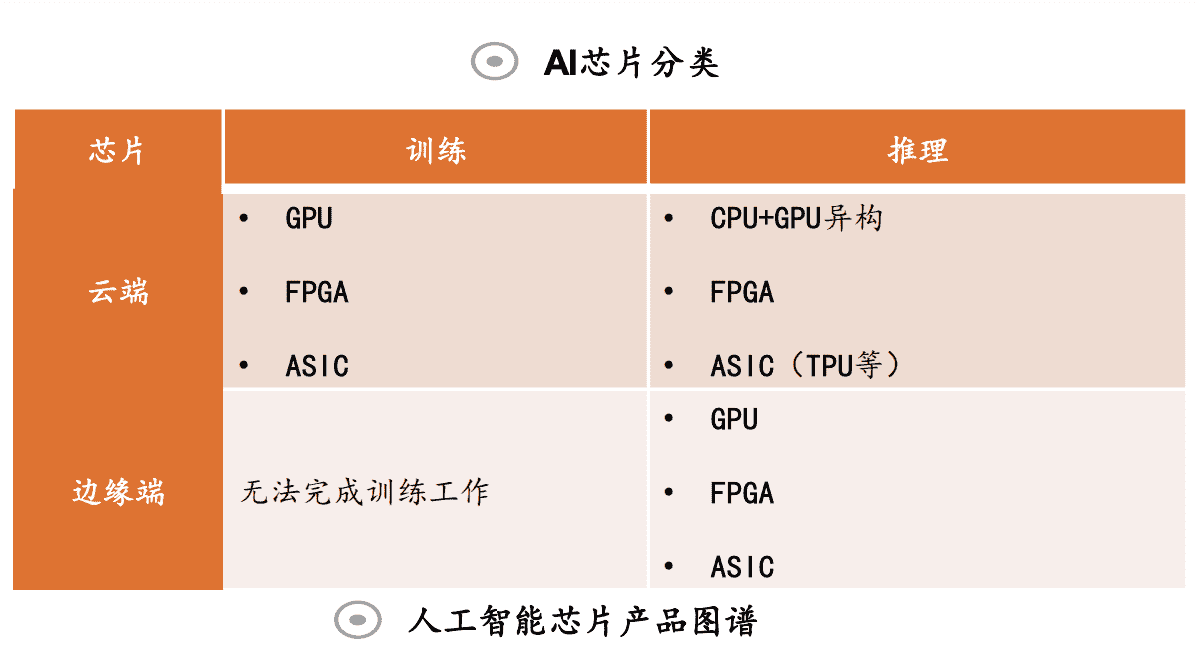 AI芯片分类
芯片 训练 推理
云端
• GPU
• FPGA
• ASIC
• CPU+GPU异构
• FPGA
• ASIC（TPU等）
边缘端
无法完成训练工作
• GPU
• FPGA
• ASIC
人工智能芯片产品图谱